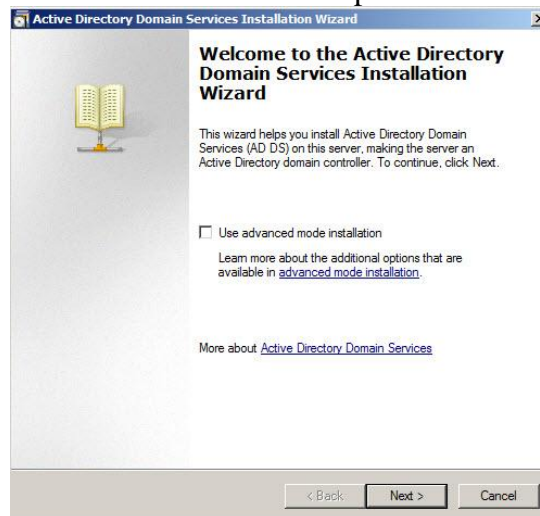 Active Directory Domain Services Installation Wizard
Welcome to the Active Directory
Domain Services Installation
Wizard
This wizard helps you install Active Directory Domain
Services (AD DS) on this server, making the server an
Active Directory domain controller. To continue, click Next.
Use advanced mode installation
Learn more about the additional options that are
available in advanced mode installation.
More about Active Directory Domain Services
< Back Next > Cancel